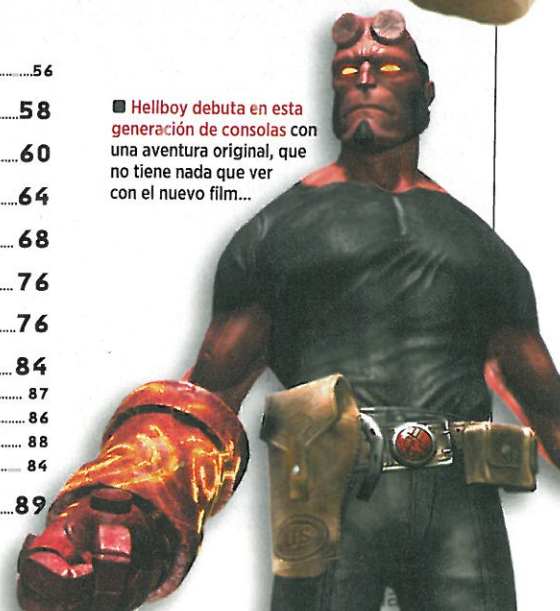 ......56
.....58
....60
....64
.... 68
.... 76
....76
.... 84
........ 87
....... 86
....... 88
..... 84
....89
■ Hellboy debuta en esta
generación de consolas con
una aventura original, que
no tiene nada que ver
con el nuevo film...
US